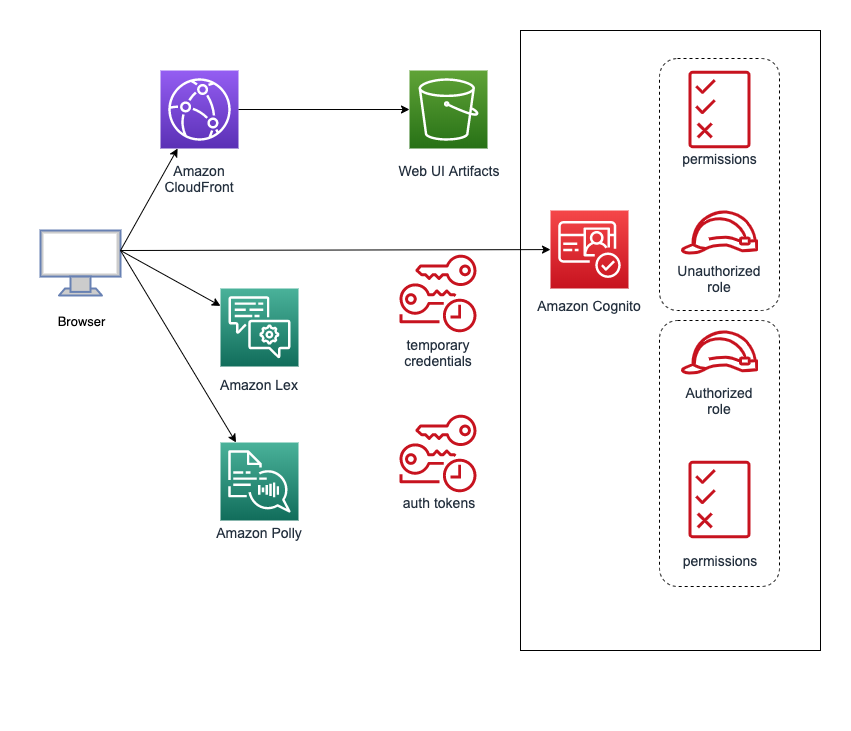 permissions
Amazon
CloudFront
Web UI Artifacts
Unauthorized
role
Amazon Cognito
Browser
temporary
credentials
Amazon Lex
Authorized
role
auth tokens
Amazon Polly
permissions